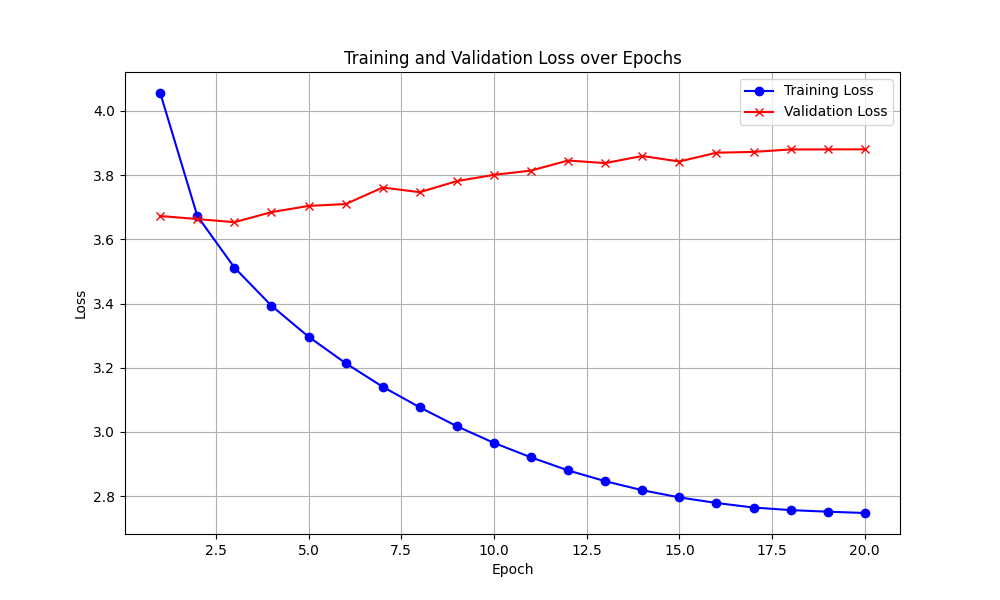 Training and Validation Loss over Epochs
Training Loss
Validation Loss
4.0
3.8
3.6
3.4
3.2
3.0
2.8
Loss
2.5 5.0 7.5 10.0 12.5 15.0 17.5 20.0
Epoch